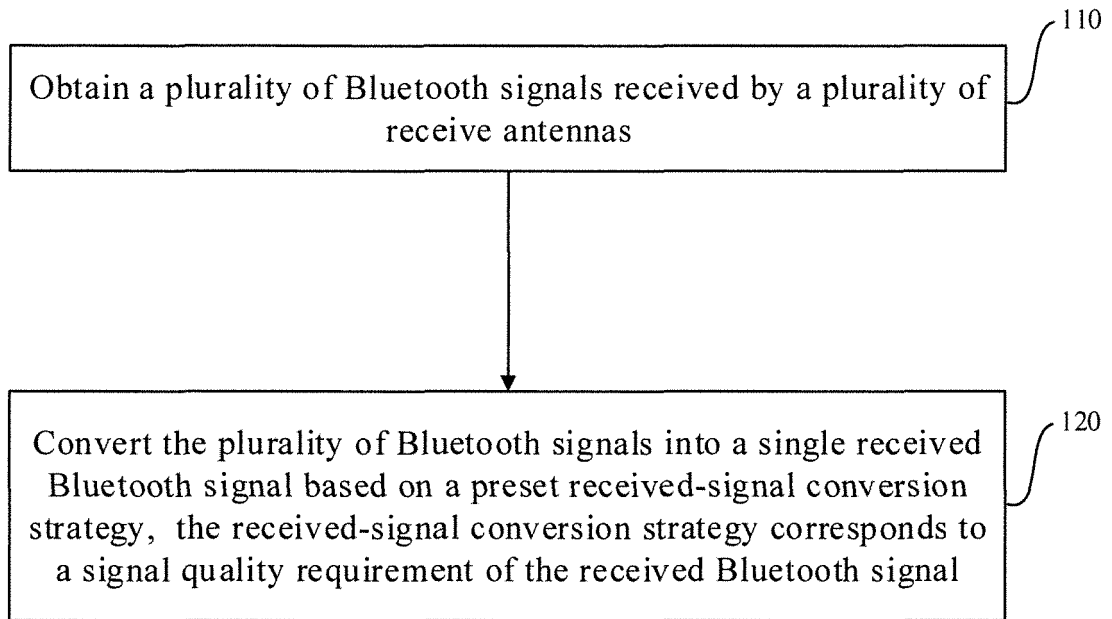 110
Obtain a plurality of Bluetooth signals received by a plurality of
receive antennas
120
Convert the plurality of Bluetooth signals into a single received
Bluetooth signal based on a preset received-signal conversion
strategy, the received-signal conversion strategy corresponds to
a signal quality requirement of the received Bluetooth signal